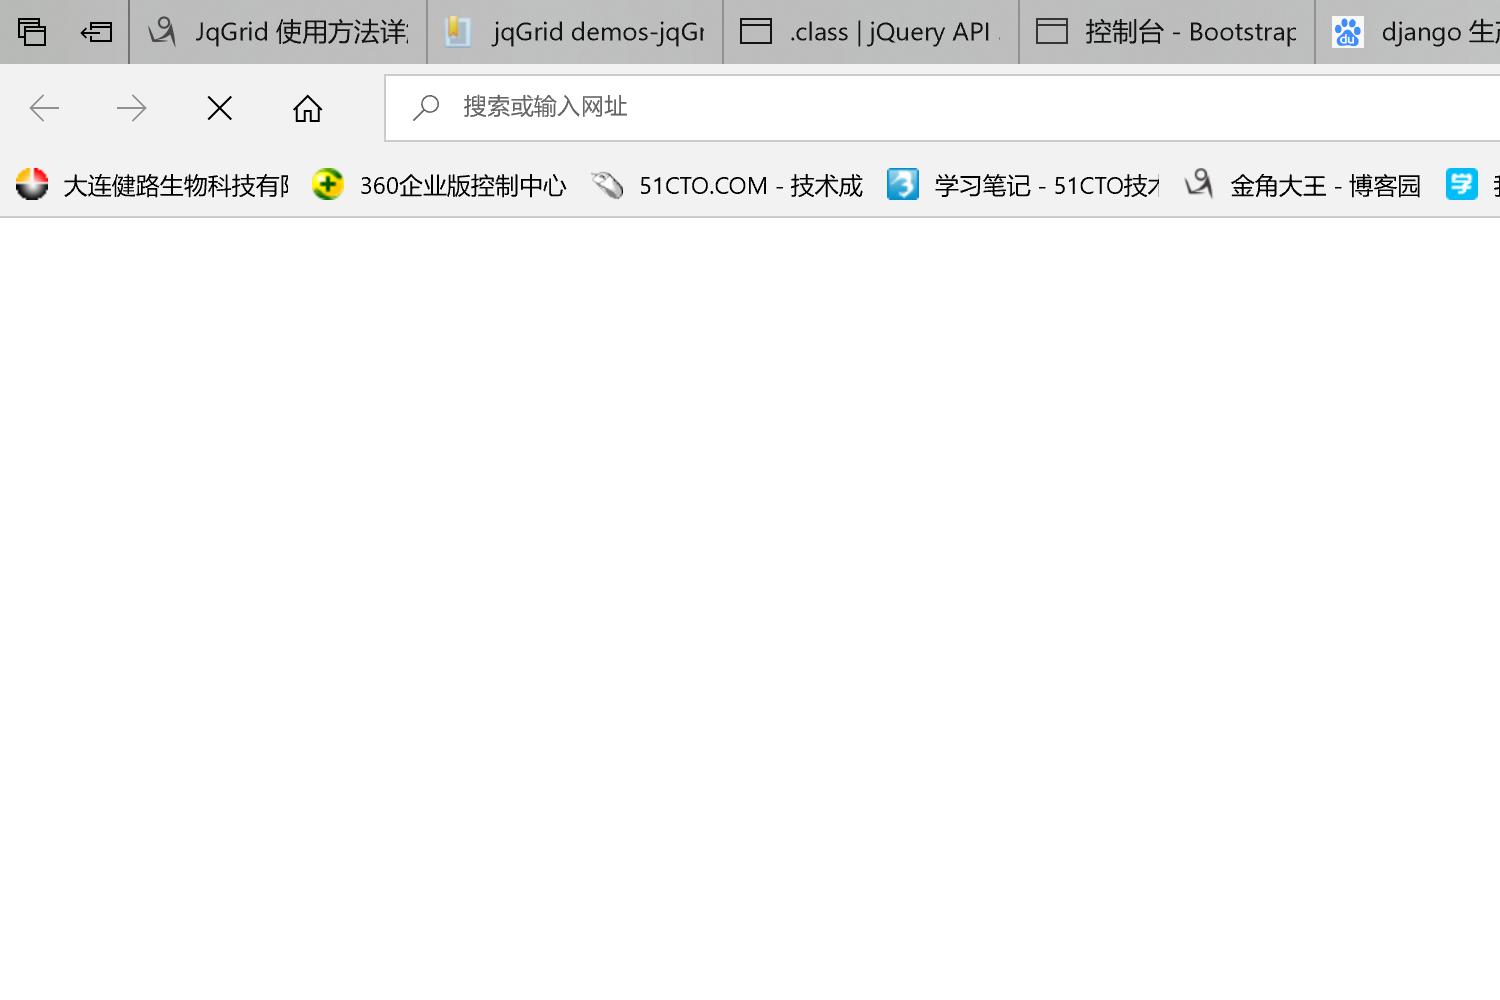 JqGrid 使用方法详
jqGrid demos-jqGr
.class | jQuery API
控制台 - Bootstrap
django 生
搜索或输入网址
大连健路生物科技有
360企业版控制中心
51CTO.COM - 技术成
学习笔记 - 51CTO技
金角大王 - 博客园
学